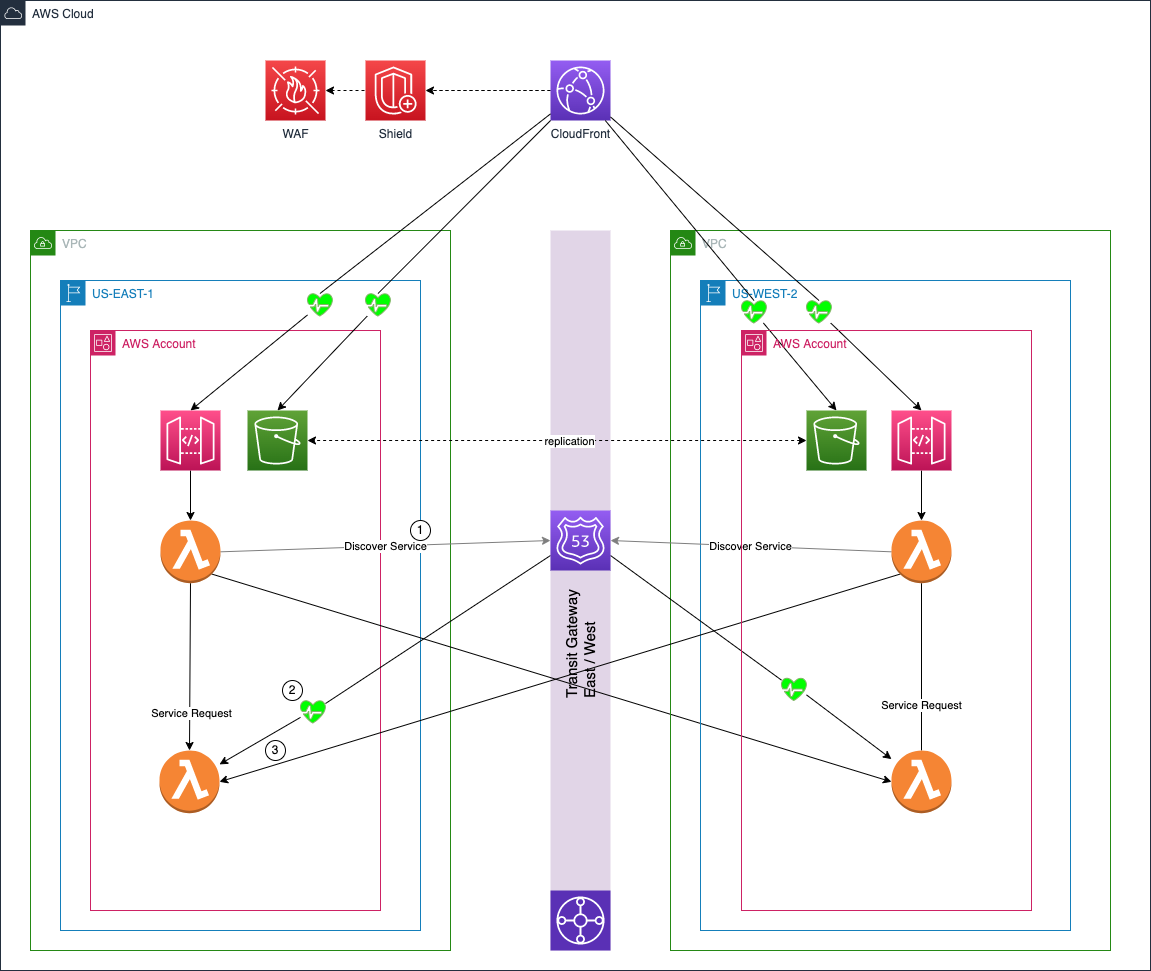 AWS Cloud
WAF
Shield
CloudFront
VPC
VPC
US-EAST-1
US-WEST-2
AWS Account
AWS Account
</>
</>
replication
1
Discover Service
53
Discover Service
Transit Gateway
East / West
2
Service Request
Service Request
3